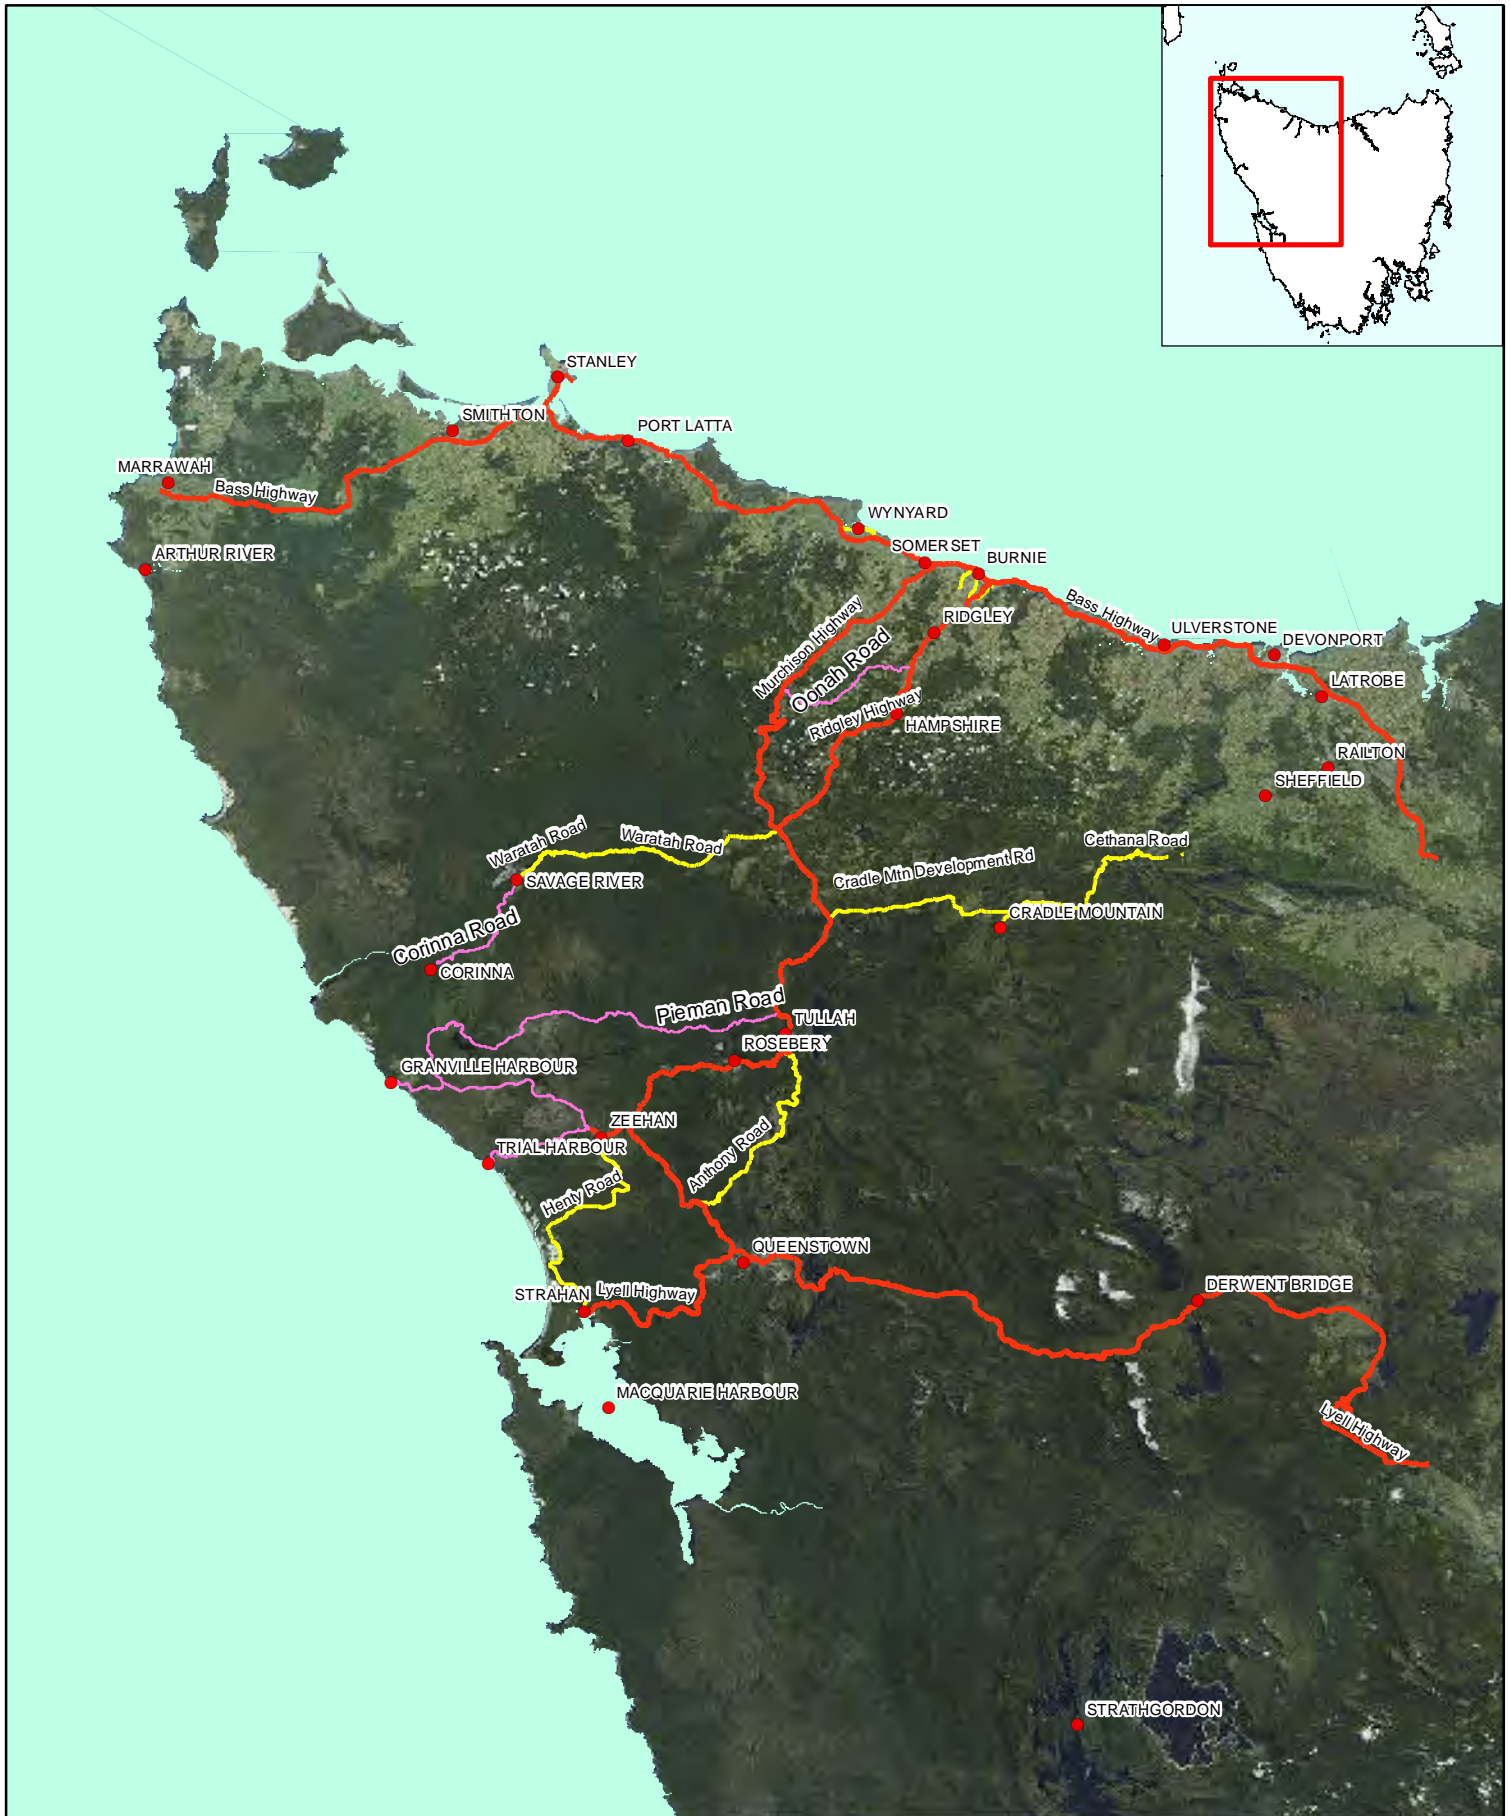 STANLEY
SMITHTON
PORT LATTA
MARRAWAH
Bass Highway
WYNYARD
ARTHUR RIVER
SOMERSET
BURNIE
Bass Highway
RIDGLEY
ULVERSTONE
DEVONPORT
Murchison Highway
Oonah Road
LATROBE
Ridgley Highway
HAMPSHIRE
RAILTON
SHEFFIELD
Waratah Road
Waratah Road
Cethana Road
Cradle Mtn Development Rd
SAVAGE RIVER
CRADLE MOUNTAIN
Corinna Road
CORINNA
Pieman Road
TULLAH
ROSEBERY
GRANVILLE HARBOUR
ZEEHAN
TRIAL HARBOUR
Anthony Road
Henty Road
QUEENSTOWN
DERWENT BRIDGE
STRAHAN
Lyell Highway
MACQUARIE HARBOUR
Lyell Highway
STRATHGORDON